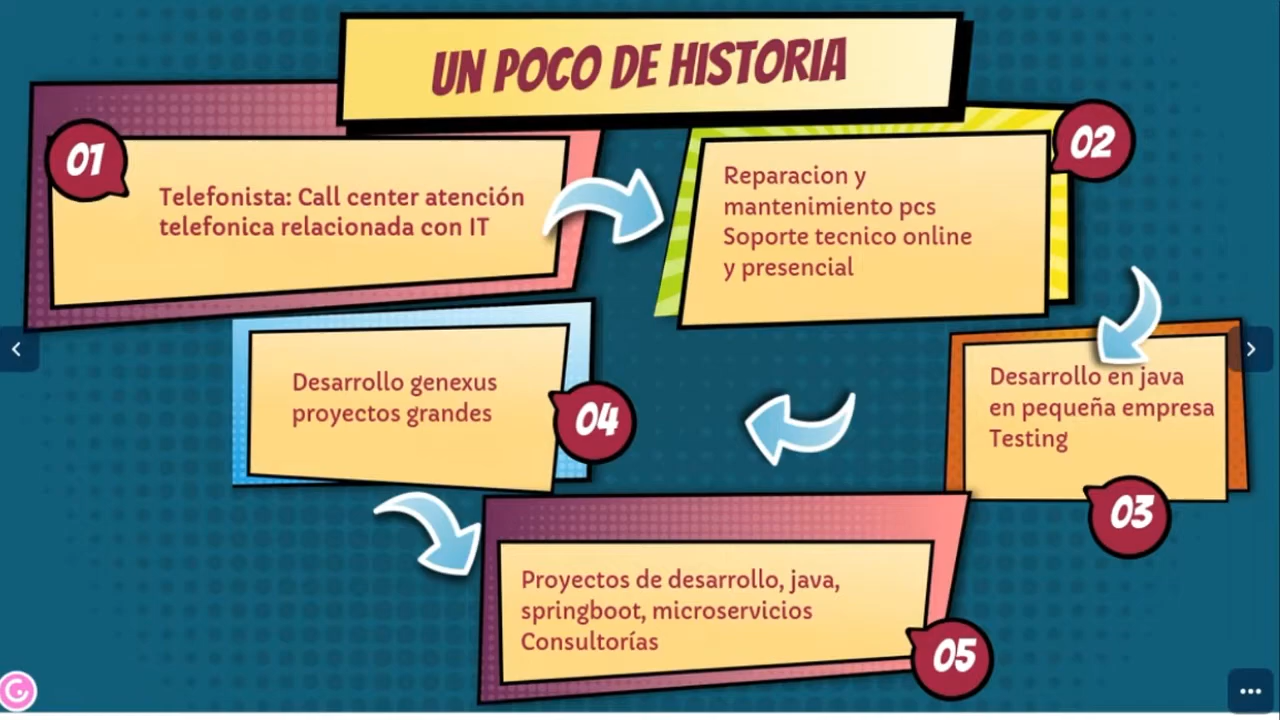 UN POCO DE HISTORIA
01
Telefonista: Call center atención
telefonica relacionada con IT
02
Reparacion y
mantenimiento pcs
Soporte tecnico online
y presencial
Desarrollo en java
en pequeña empresa
Testing
03
Desarrollo genexus
proyectos grandes
04
Proyectos de desarrollo, java,
springboot, microservicios
Consultorías
05